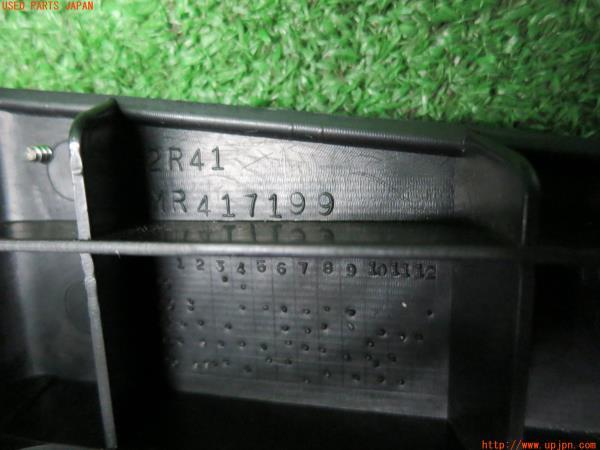 UPJ
USED PARTS JAPAN
2R41
MR417199
1 2 3 4 5 6 7 8 9 10 11 12
http://www.upjpn.com/